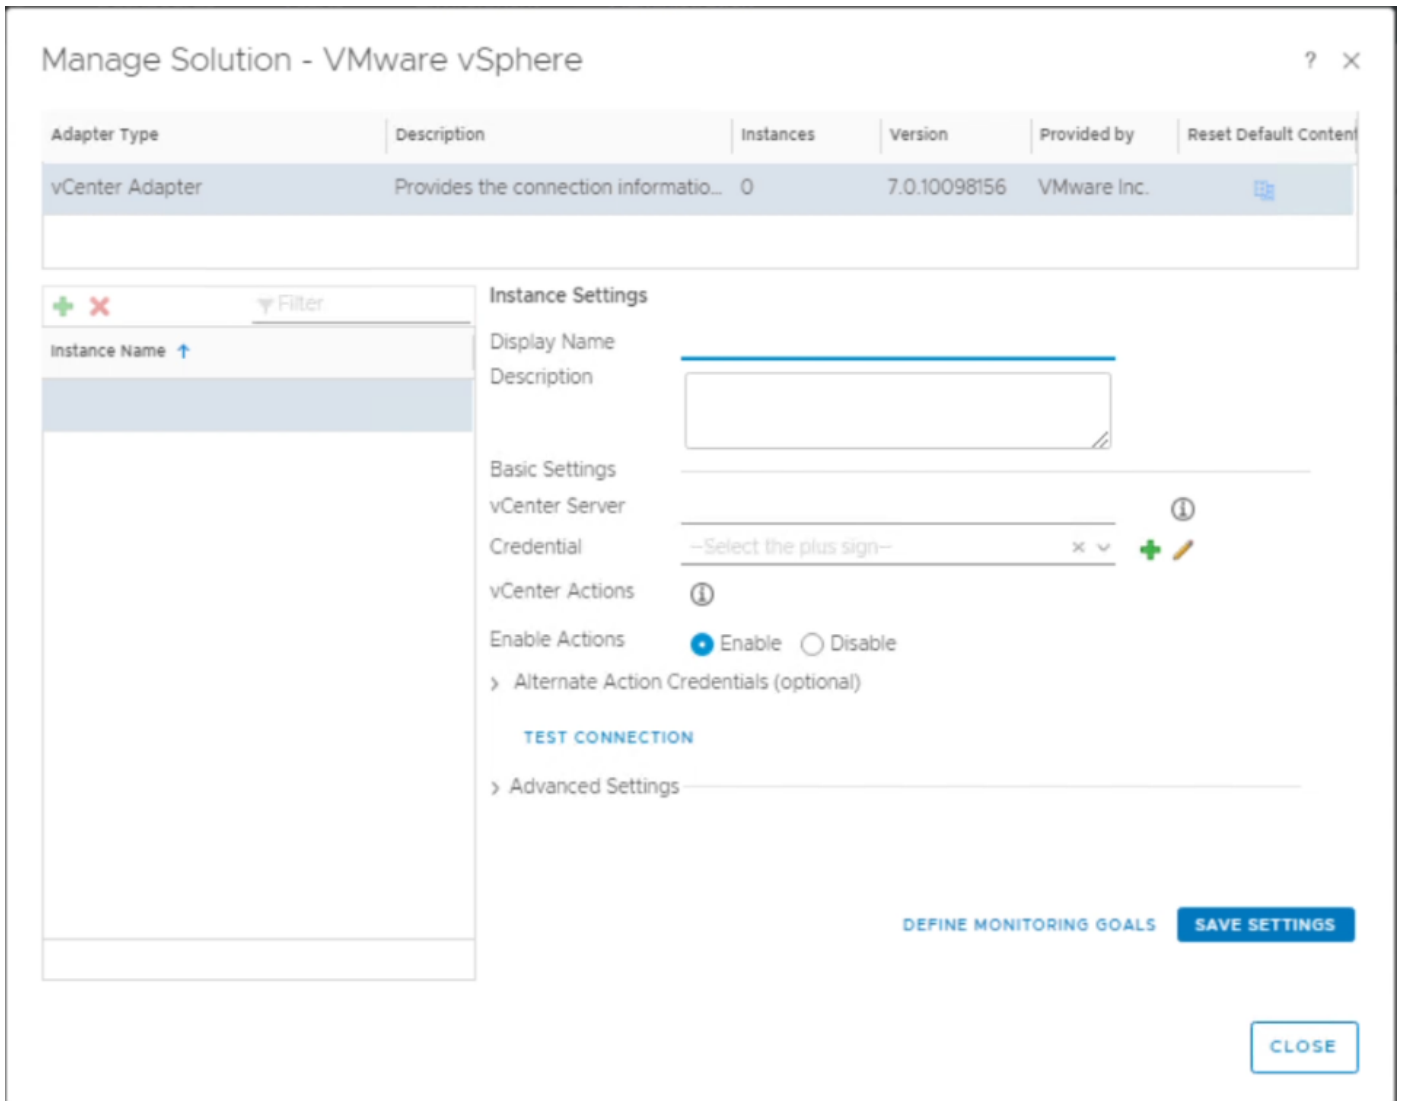 Manage Solution - VMware vSphere ? ×
Adapter Type Description Instances Version Provided by Reset Default Content
vCenter Adapter Provides the connection informatio... 0 7.0.10098156 VMware Inc.
Filter
Instance Name ↑
Instance Settings
Display Name
Description
Basic Settings
vCenter Server
Credential --Select the plus sign--
vCenter Actions
Enable Actions Enable Disable
> Alternate Action Credentials (optional)
TEST CONNECTION
> Advanced Settings
DEFINE MONITORING GOALS SAVE SETTINGS
CLOSE